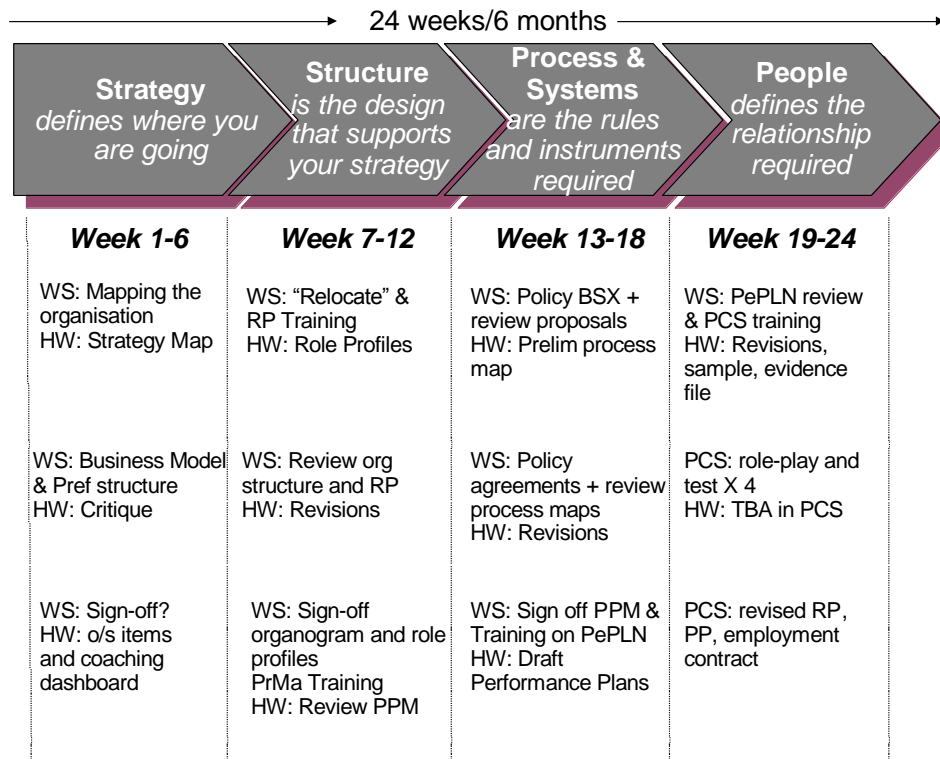 24 weeks/6 months
Strategy
defines where you
are going
Structure
is the design
that supports
your strategy
Process &
Systems
are the rules
and instruments
required
People
defines the
relationship
required
Week 1-6
WS: Mapping the
organisation
HW: Strategy Map
WS: Business Model
& Pref structure
HW: Critique
WS: Sign-off?
HW: o/s items
and coaching
dashboard
Week 7-12
WS: “Relocate” &
RP Training
HW: Role Profiles
WS: Review org
structure and RP
HW: Revisions
WS: Sign-off
organogram and role
profiles
PrMa Training
HW: Review PPM
Week 13-18
WS: Policy BSX +
review proposals
HW: Prelim process
map
WS: Policy
agreements + review
process maps
HW: Revisions
WS: Sign off PPM &
Training on PePLN
HW: Draft
Performance Plans
Week 19-24
WS: PePLN review
& PCS training
HW: Revisions,
sample, evidence
file
PCS: role-play and
test X 4
HW: TBA in PCS
PCS: revised RP,
PP, employment
contract